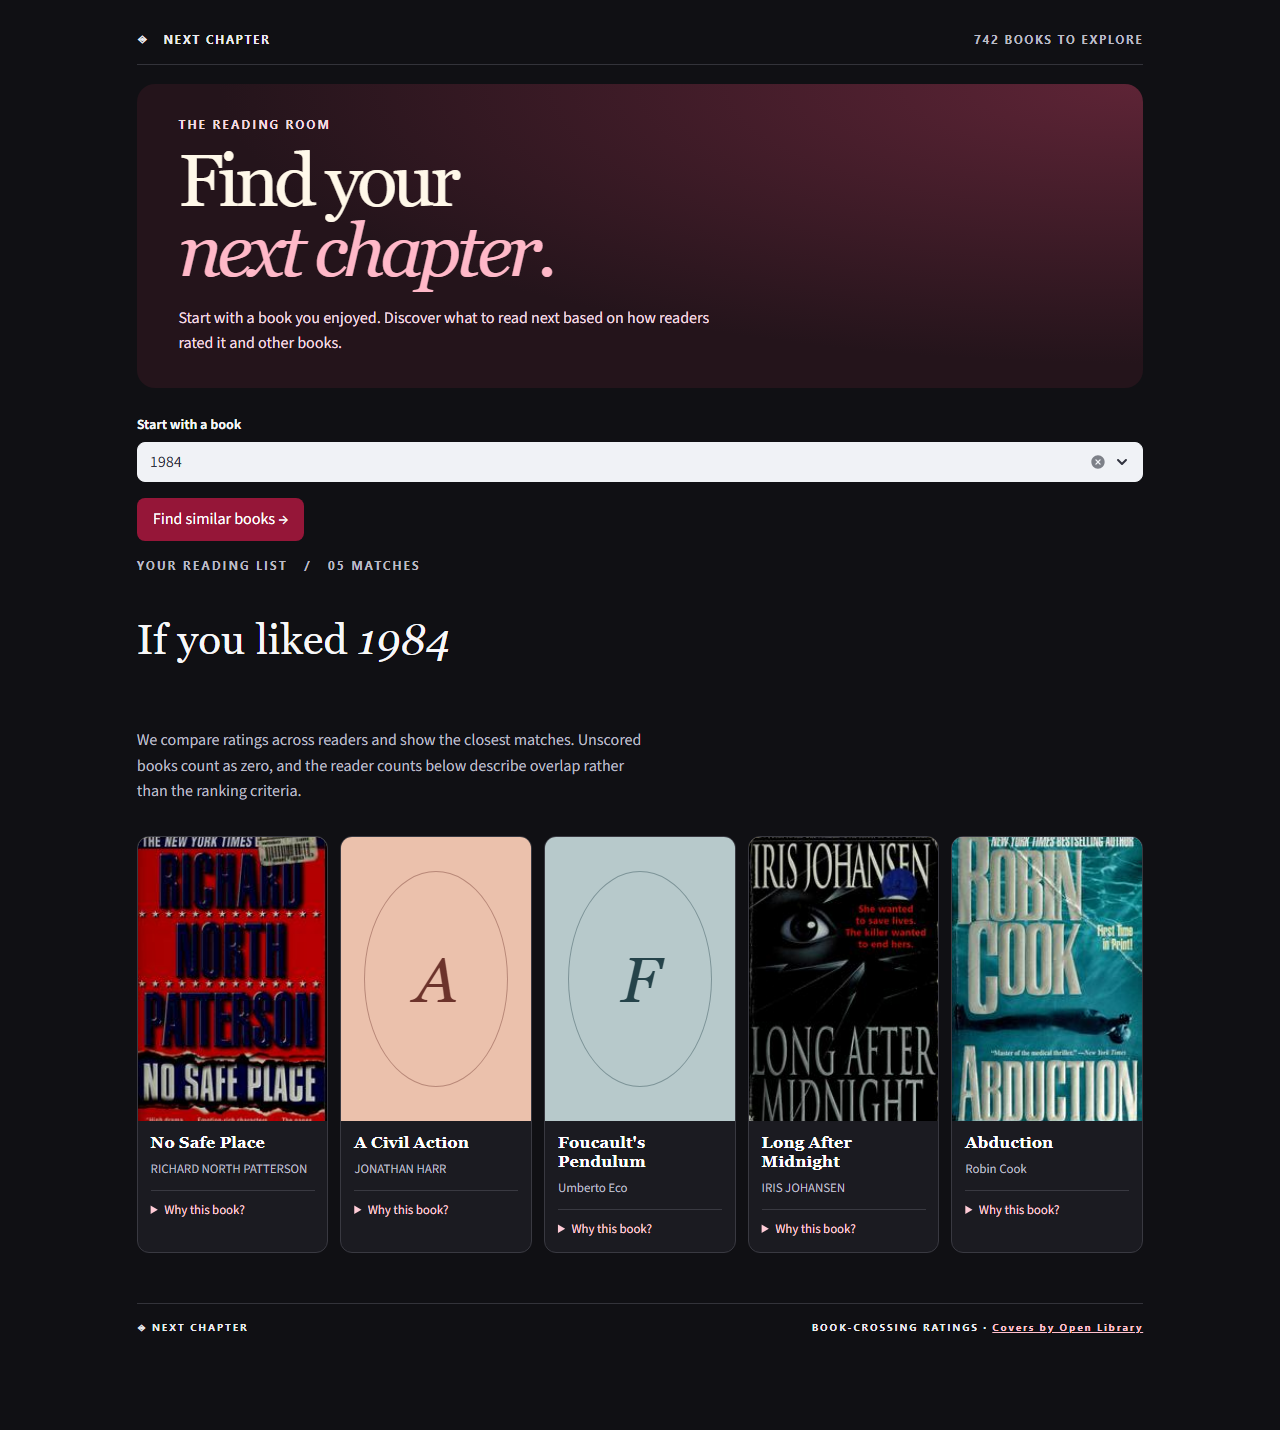 NEXT CHAPTER
742 BOOKS TO EXPLORE
THE READING ROOM
Find your
next chapter.
Start with a book you enjoyed. Discover what to read next based on how readers
rated it and other books.
Start with a book
1984
Find similar books →
YOUR READING LIST / 05 MATCHES
If you liked 1984
We compare ratings across readers and show the closest matches. Unscored
books count as zero, and the reader counts below describe overlap rather
than the ranking criteria.
THE NEW YORK TIMES
RICHARD
NORTH
PATTERSON
NO SAFE PLACE
No Safe Place
RICHARD NORTH PATTERSON
▶ Why this book?
A
A Civil Action
JONATHAN HARR
▶ Why this book?
F
Foucault's
Pendulum
Umberto Eco
▶ Why this book?
IRIS JOHANSEN
She wanted
to save lives.
The killer wanted
to end hers.
LONG AFTER
MIDNIGHT
Long After
Midnight
IRIS JOHANSEN
▶ Why this book?
NEW YORK TIMES BESTSELLING AUTHOR
ROBIN
COOK
First Time
in Print!
"Master of the medical thriller." —New York Times
ABDUCTION
Abduction
Robin Cook
▶ Why this book?
NEXT CHAPTER
BOOK-CROSSING RATINGS · Covers by Open Library